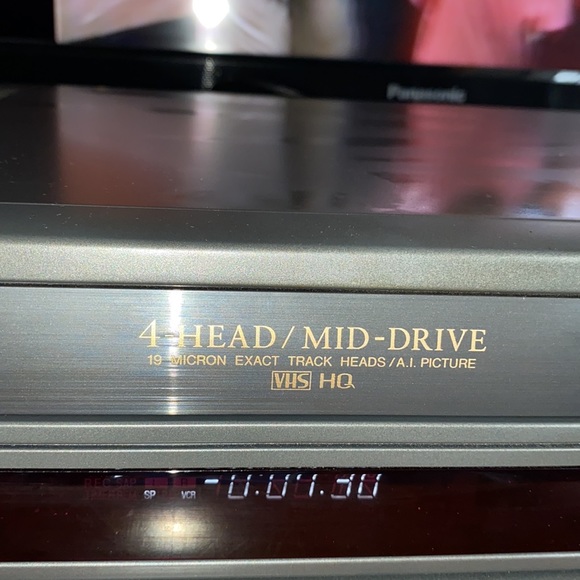 Panasonic
4-HEAD/MID-DRIVE
19 MICRON EXACT TRACK HEADS/A.I. PICTURE
VHS HQ
SP VCR -0.07.30